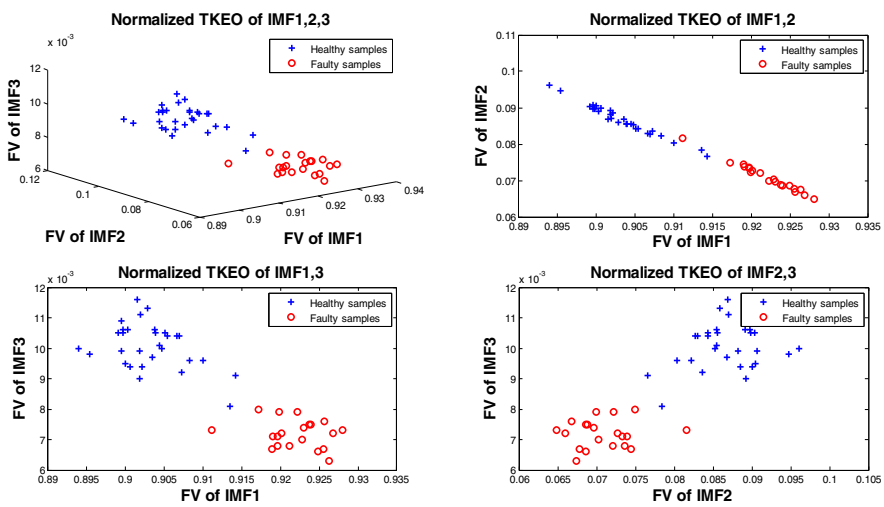 Normalized TKEO of IMF1,2,3
x 10-3
Healthy samples
Faulty samples
12
10
8
6
FV of IMF3
0.12
0.1
0.08
0.06
FV of IMF2
0.89
0.9
0.91
0.92
0.93
0.94
FV of IMF1
Normalized TKEO of IMF1,2
Healthy samples
Faulty samples
0.11
0.1
0.09
0.08
0.07
0.06
FV of IMF2
0.89 0.895 0.9 0.905 0.91 0.915 0.92 0.925 0.93 0.935
FV of IMF1
Normalized TKEO of IMF1,3
x 10-3
Healthy samples
Faulty samples
12
10
8
6
FV of IMF3
0.89 0.895 0.9 0.905 0.91 0.915 0.92 0.925 0.93 0.935
FV of IMF1
Normalized TKEO of IMF2,3
x 10-3
Healthy samples
Faulty samples
12
10
8
6
FV of IMF3
0.06 0.065 0.07 0.075 0.08 0.085 0.09 0.095 0.1 0.105
FV of IMF2